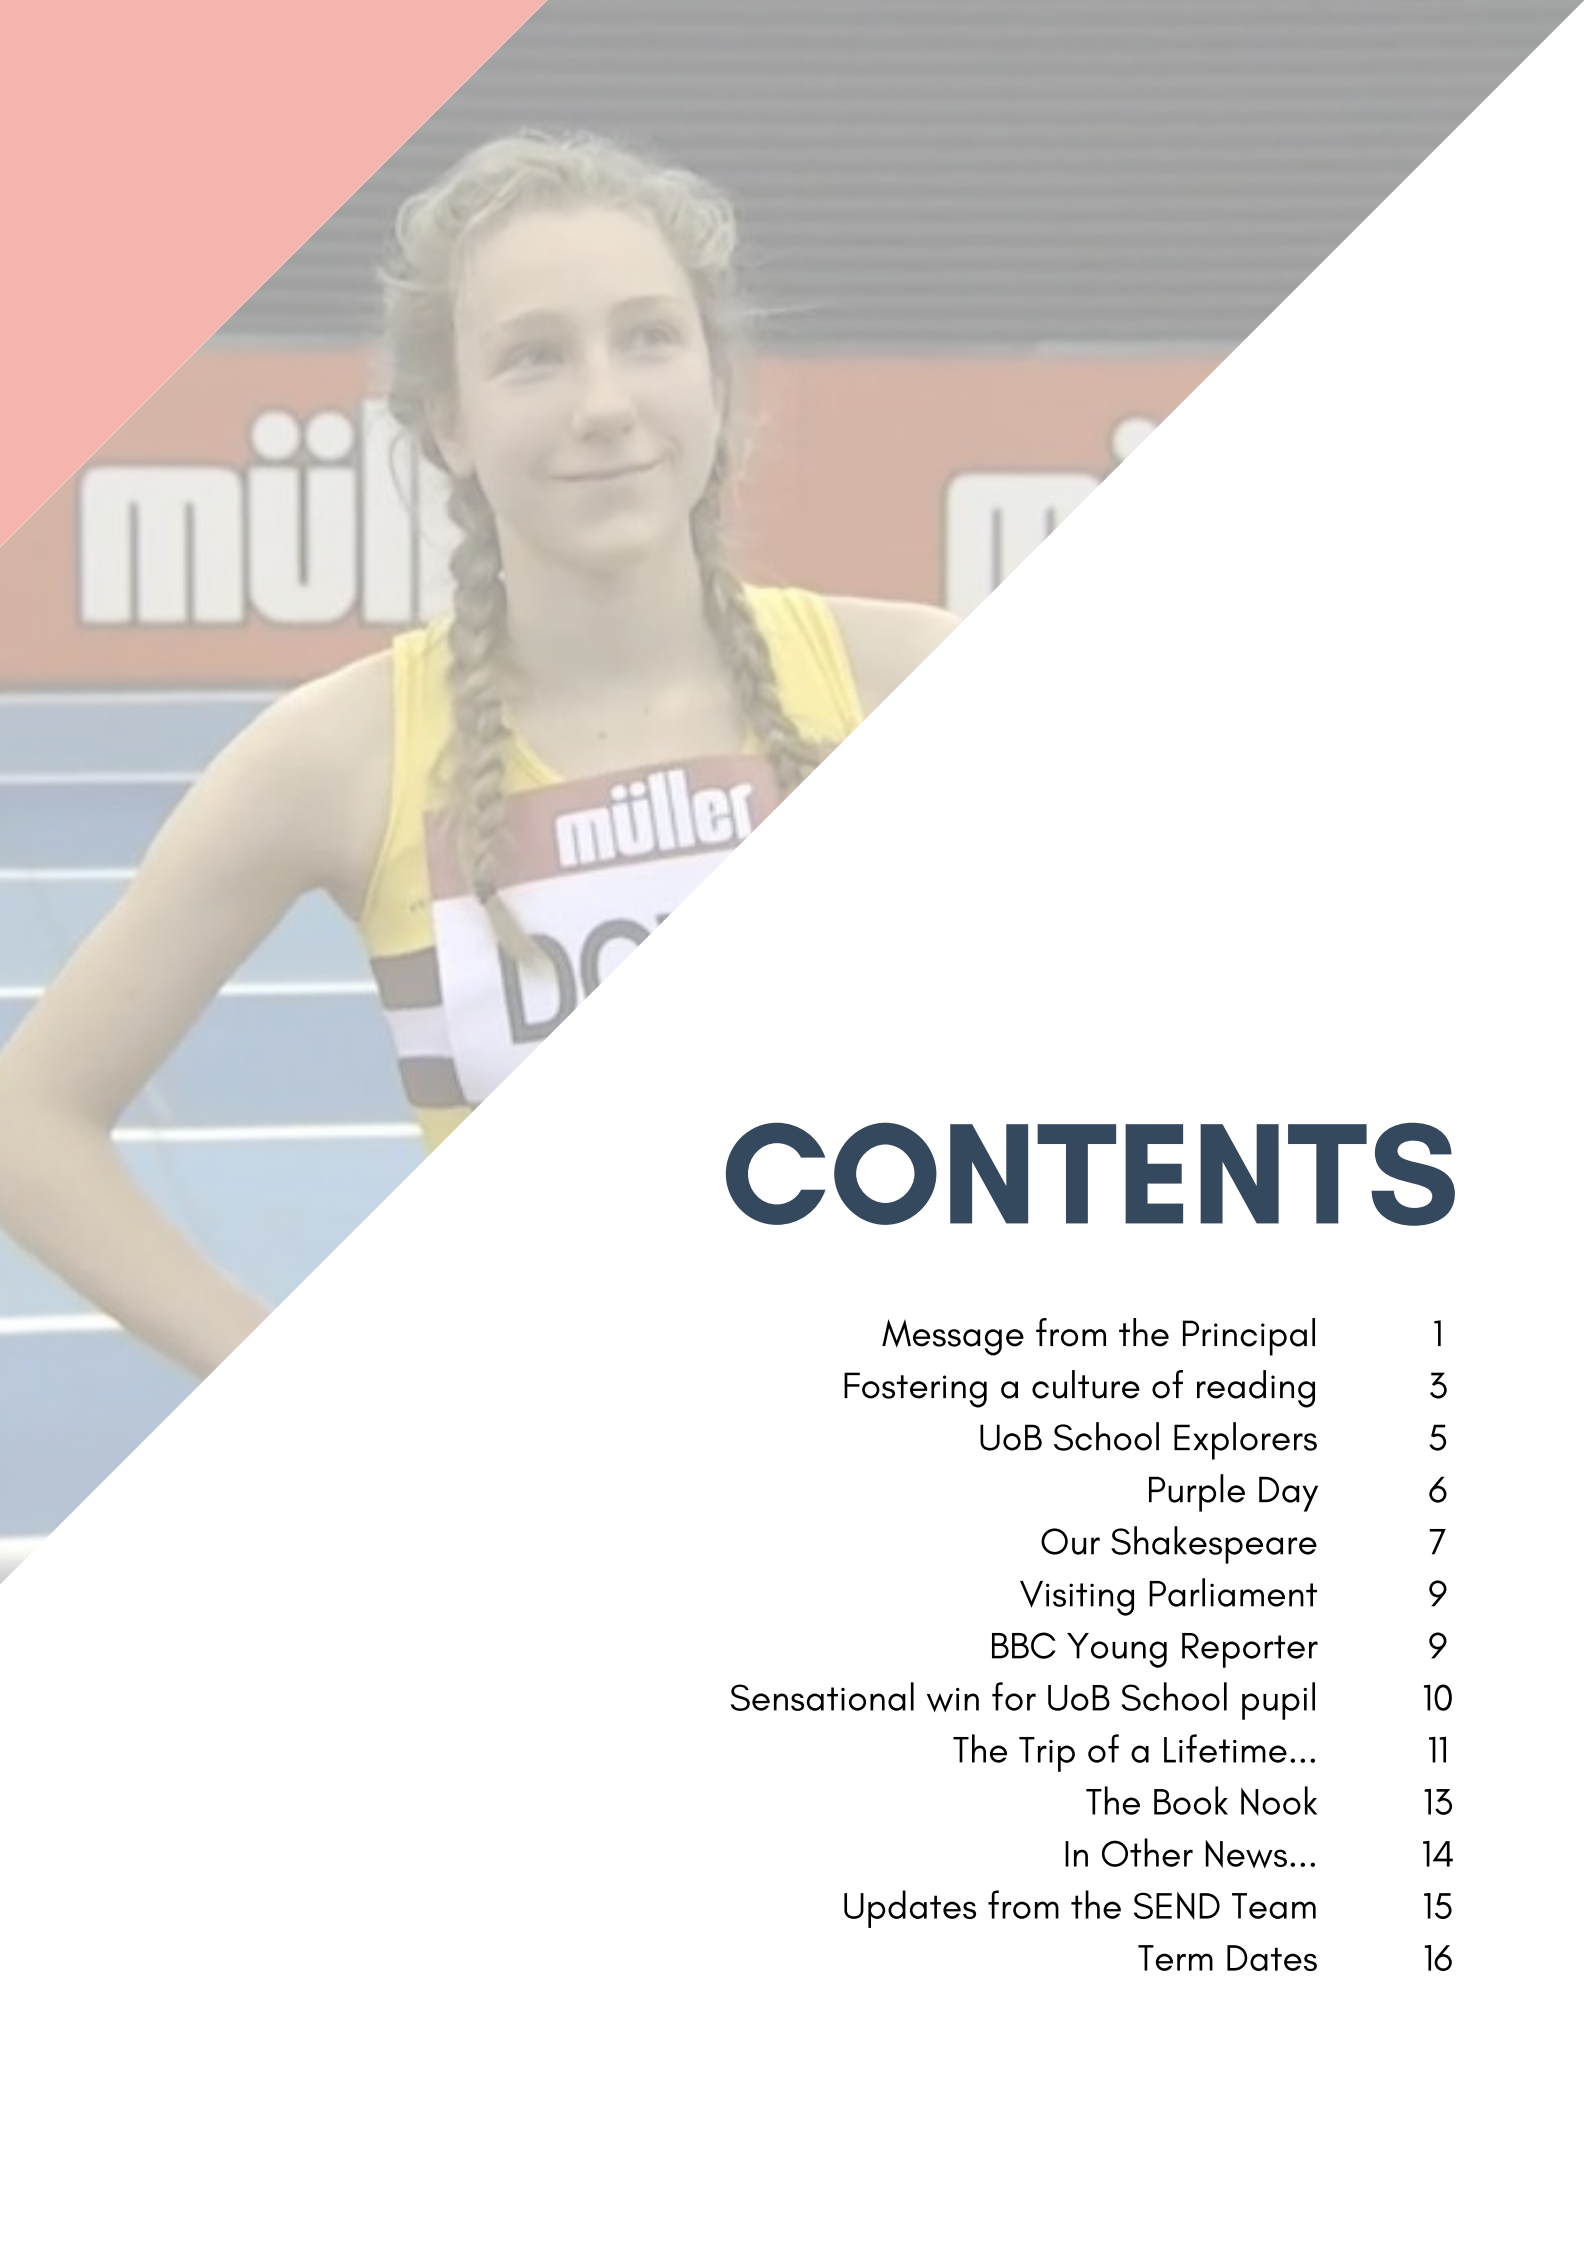 müll
müller
CONTENTS
Message from the Principal 1
Fostering a culture of reading 3
UoB School Explorers 5
Purple Day 6
Our Shakespeare 7
Visiting Parliament 9
BBC Young Reporter 9
Sensational win for UoB School pupil 10
The Trip of a Lifetime... 11
The Book Nook 13
In Other News... 14
Updates from the SEND Team 15
Term Dates 16